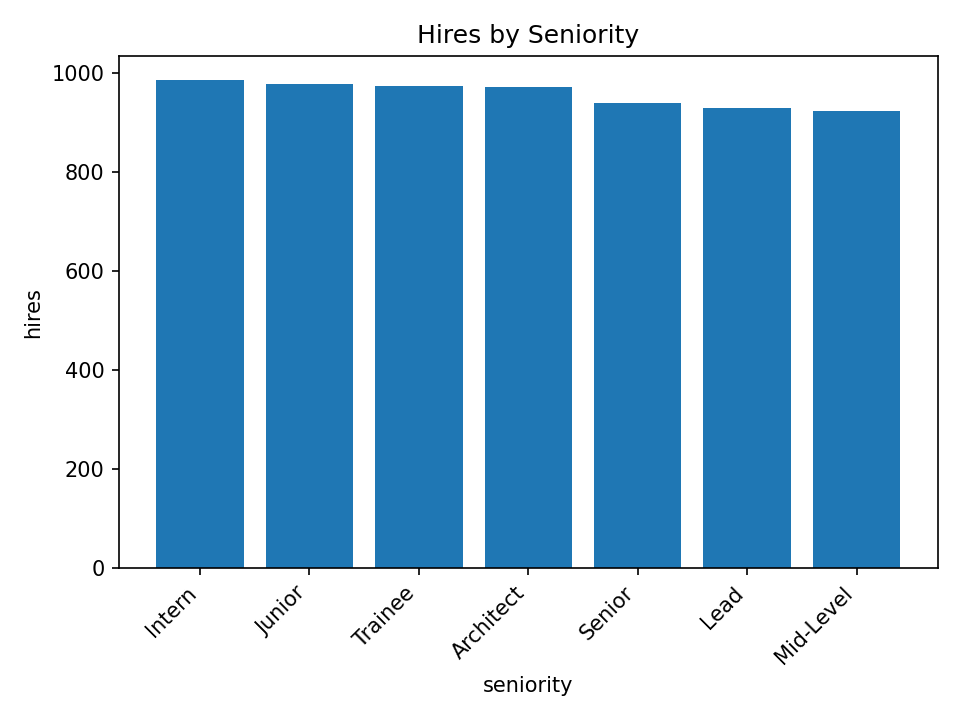 Hires by Seniority
1000
800
600
400
200
0
hires
Intern
Junior
Trainee
Architect
Senior
Lead
Mid-Level
seniority